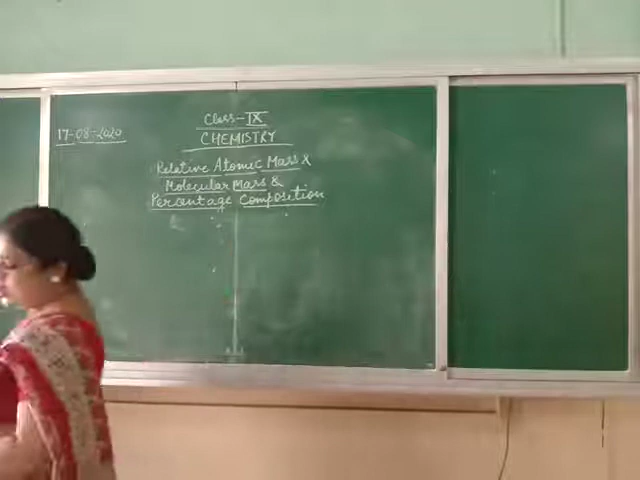 17-08-2020
Class-IX
CHEMISTRY
Relative Atomic Mass &
Molecular Mass &
Percentage Composition